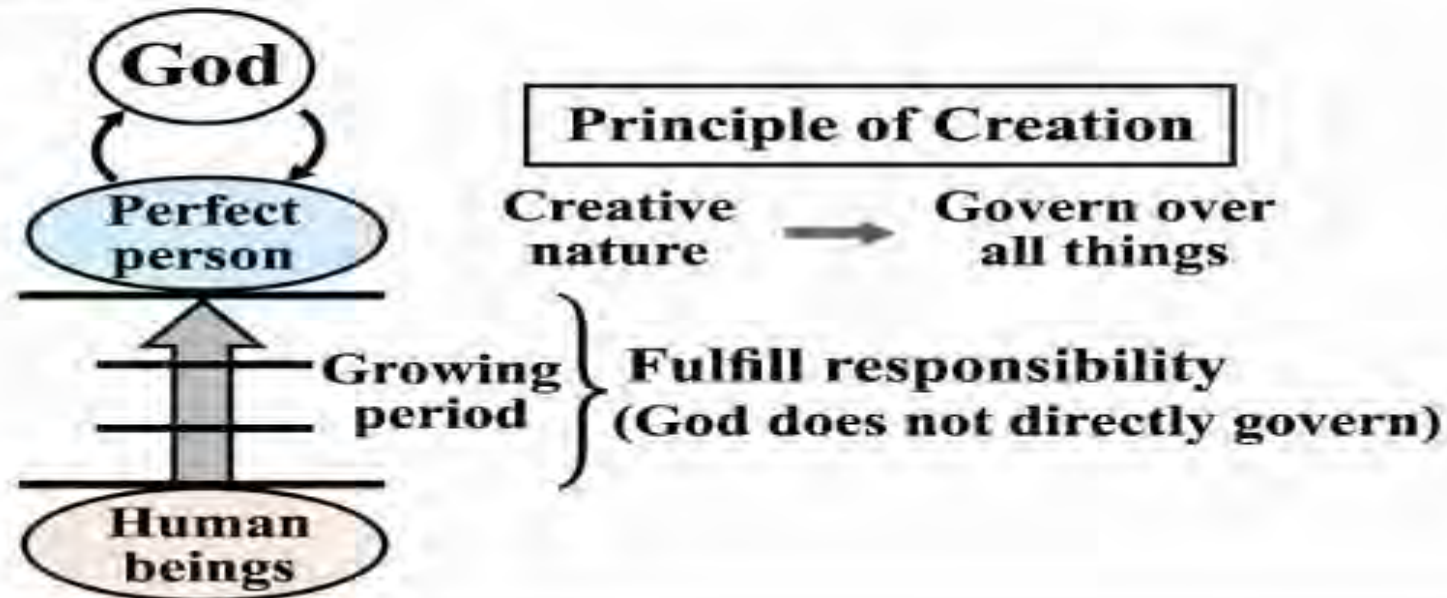 God
Principle of Creation
Perfect
person
Creative
nature
Govern over
all things
Growing
period
Fulfill responsibility
(God does not directly govern)
Human
beings